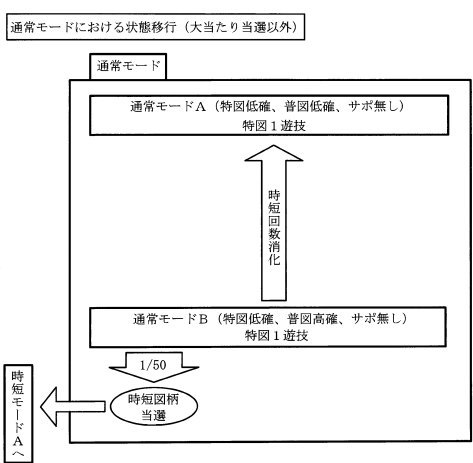 通常モードにおける状態移行（大当たり当選以外）
通常モード
通常モードA（特図低確、普図低確、サポ無し）
特図1遊技
時短回数消化
通常モードB（特図低確、普図高確、サポ無し）
特図1遊技
1/50
時短図柄
当選
時短モードAへ